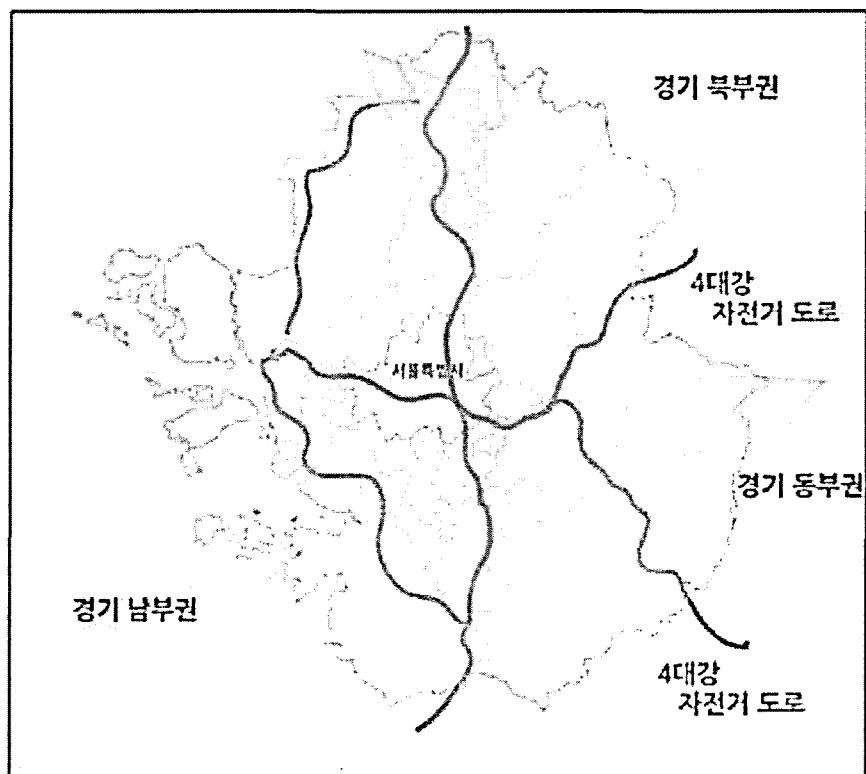 경기 북부권
4대강
자전거 도로
서울특별시
경기 동부권
경기 남부권
4대강
자전거 도로